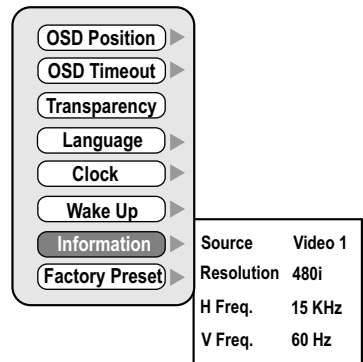 OSD Position
OSD Timeout
Transparency
Language
Clock
Wake Up
Information
Factory Preset
Source Video 1
Resolution 480i
H Freq. 15 KHz
V Freq. 60 Hz